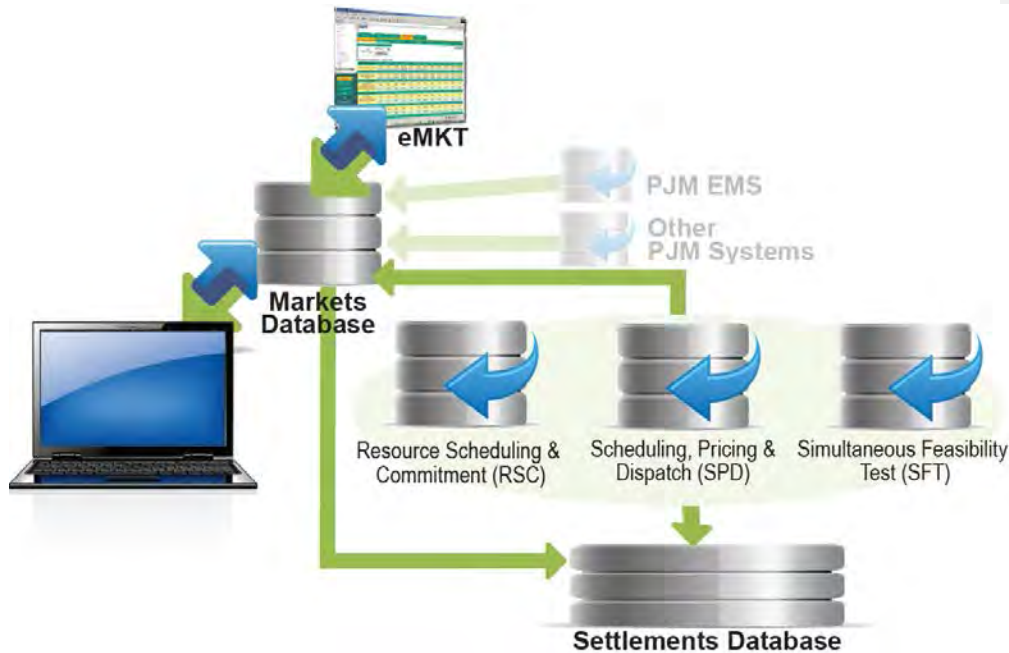 eMKT
PJM EMS
Other
PJM Systems
Markets
Database
Resource Scheduling &
Commitment (RSC)
Scheduling, Pricing &
Dispatch (SPD)
Simultaneous Feasibility
Test (SFT)
Settlements Database